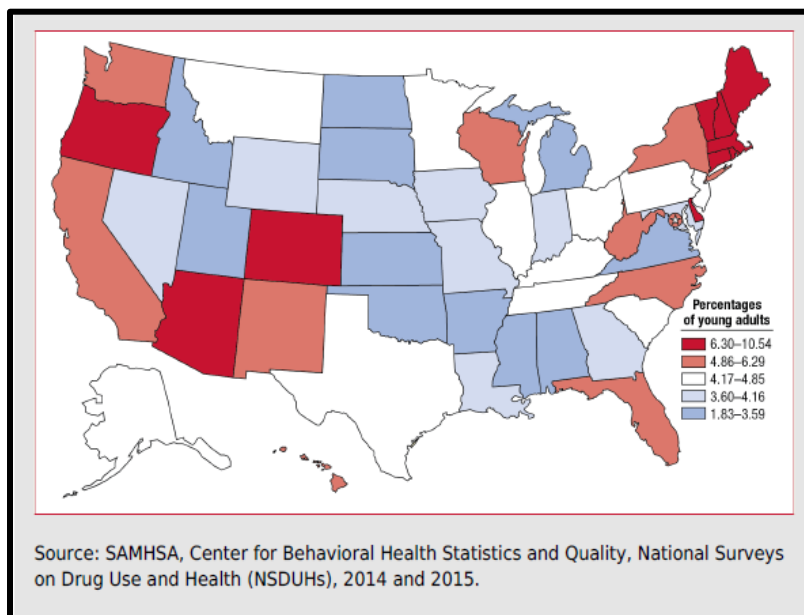 Percentages
of young adults
6.30–10.54
4.86–6.29
4.17–4.85
3.60–4.16
1.83–3.59
Source: SAMHSA, Center for Behavioral Health Statistics and Quality, National Surveys
on Drug Use and Health (NSDUHs), 2014 and 2015.